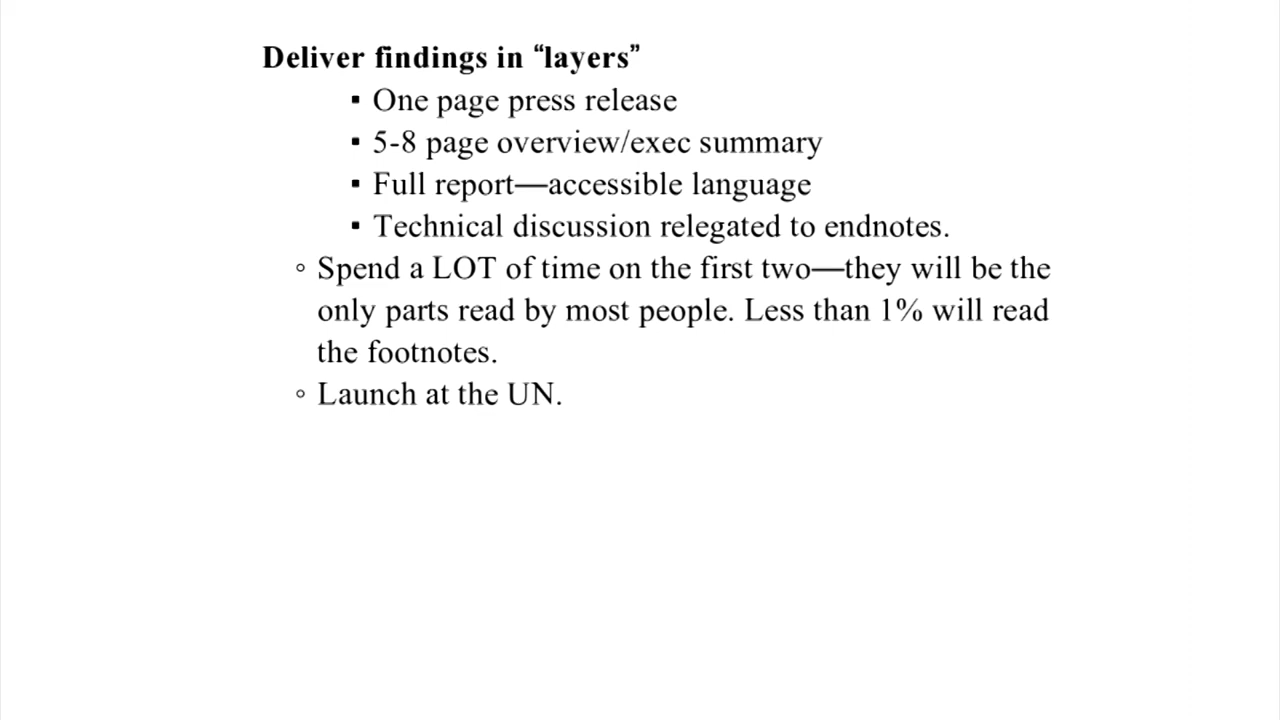 Deliver findings in “layers”
▪ One page press release
▪ 5-8 page overview/exec summary
▪ Full report—accessible language
▪ Technical discussion relegated to endnotes.
◦ Spend a LOT of time on the first two—they will be the
only parts read by most people. Less than 1% will read
the footnotes.
◦ Launch at the UN.